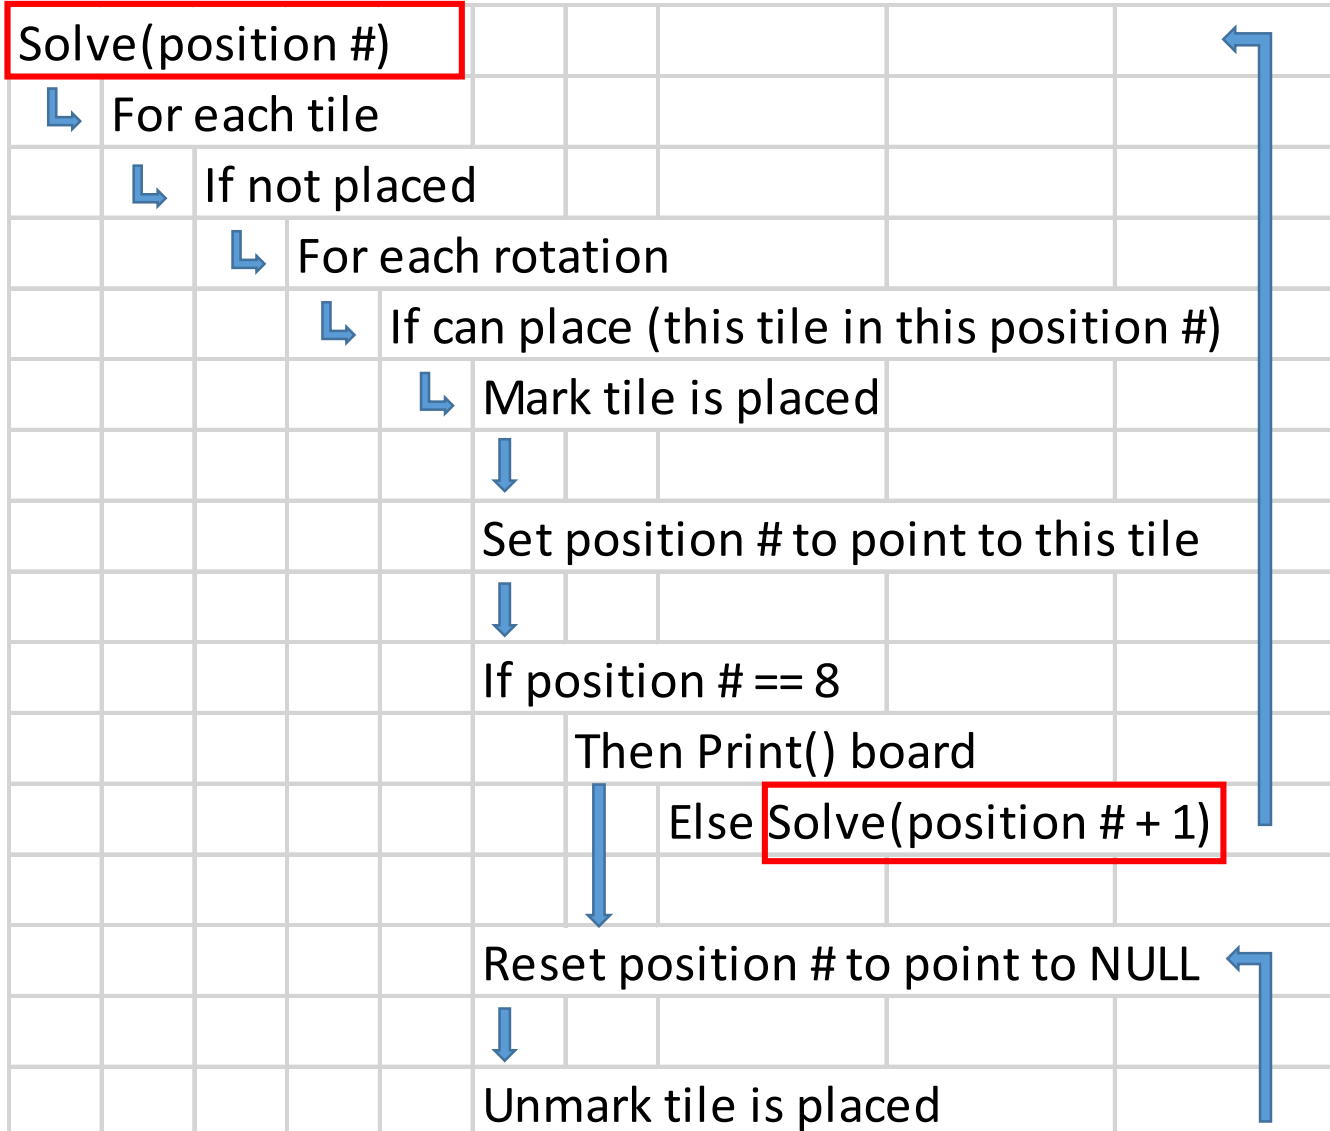 Solve(position #)
For each tile
If not placed
For each rotation
If can place (this tile in this position #)
Mark tile is placed
Set position # to point to this tile
If position # == 8
Then Print() board
Else Solve(position # + 1)
Reset position # to point to NULL
Unmark tile is placed